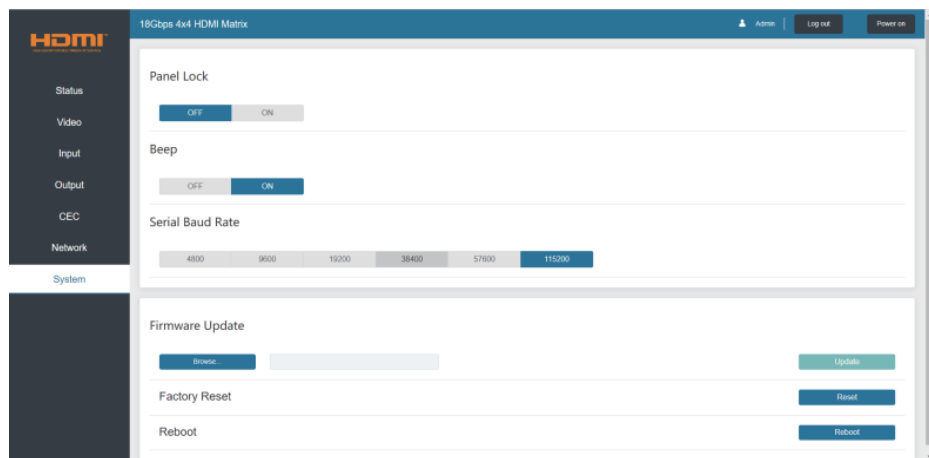 18Gbps 4x4 HDMI Matrix
Admin
Log out
Power on
HDMI
Status
Video
Input
Output
CEC
Network
System
Panel Lock
OFF ON
Beep
OFF ON
Serial Baud Rate
4800 9600 19200 38400 57600 115200
Firmware Update
Browse...
Update
Factory Reset
Reset
Reboot
Reboot